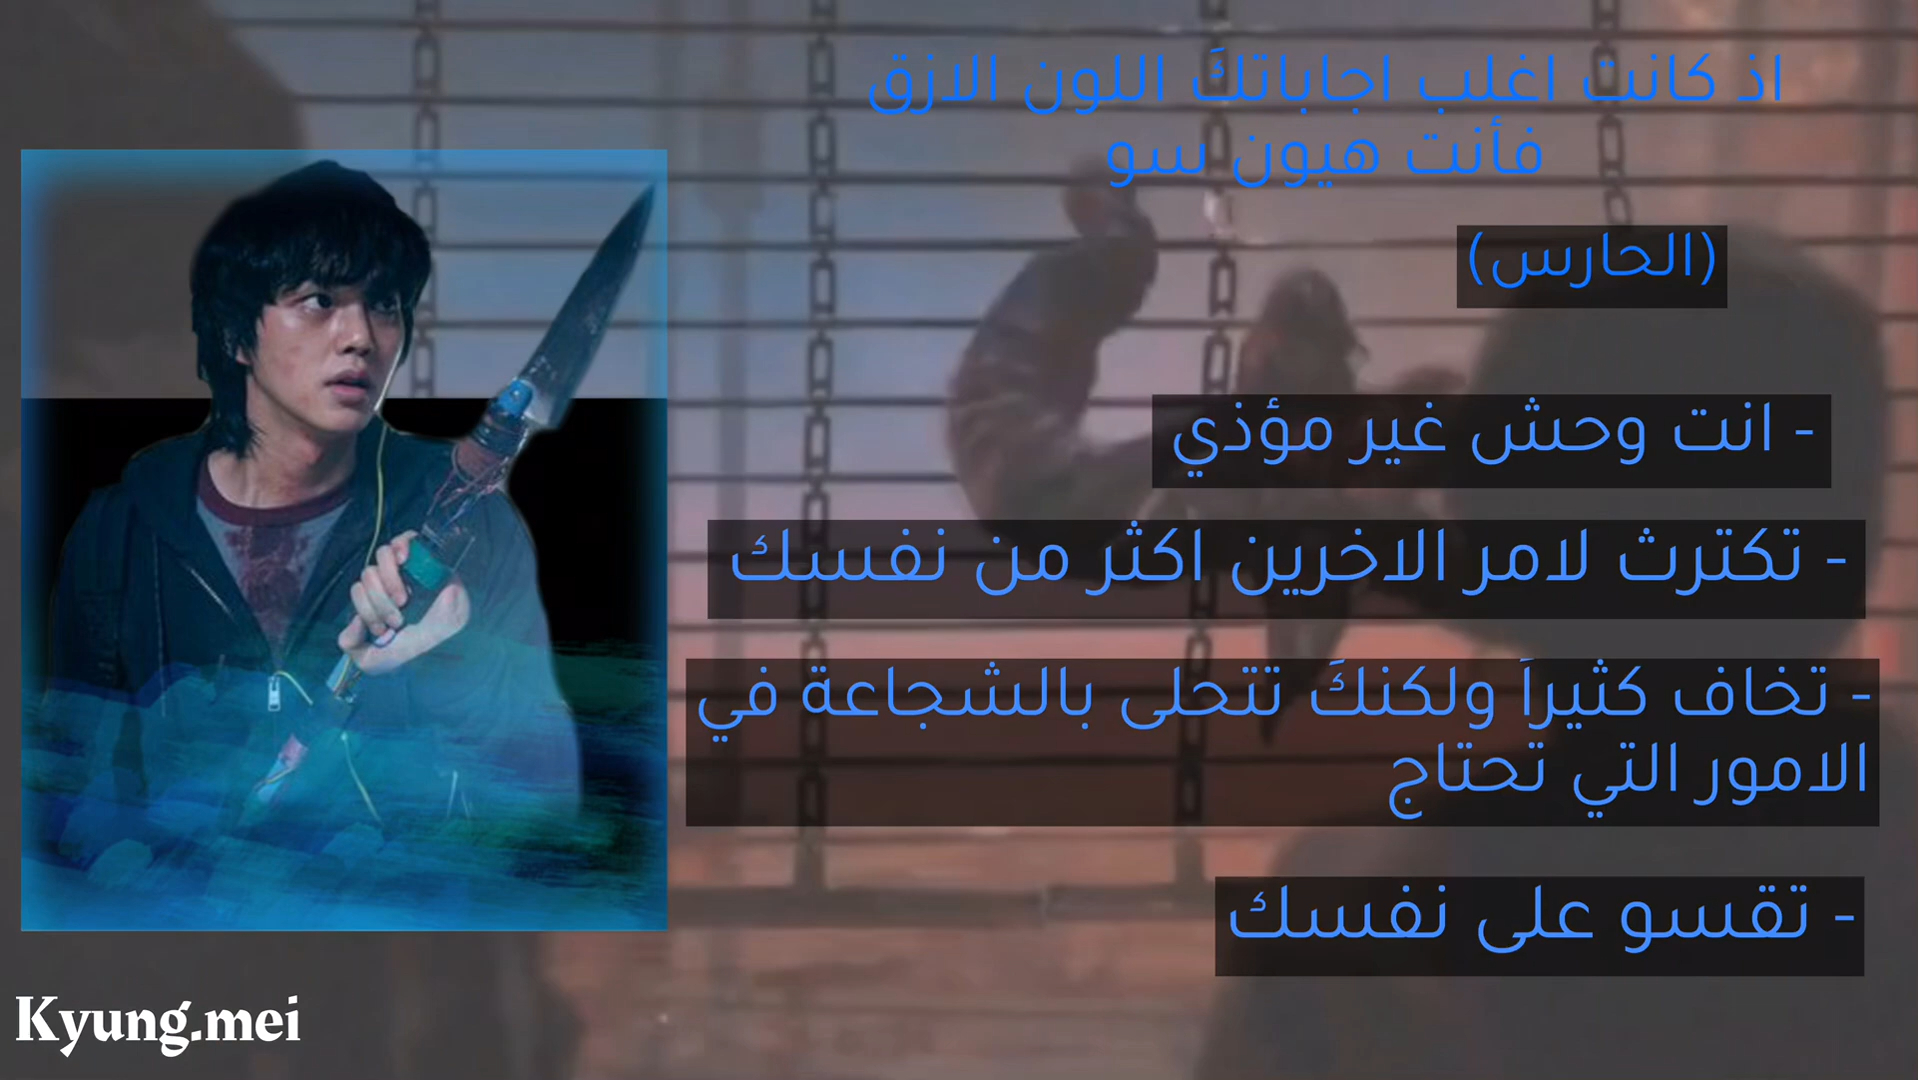 اذ كانت اغلب اجاباتكَ اللون الازق
فأنت هيون سو
(الحارس)
- انت وحش غير مؤذي
- تكترث لامر الاخرين اكثر من نفسك
- تخاف كثيراَ ولكنكَ تتحلى بالشجاعة في
الامور التي تحتاج
- تقسو على نفسك
Kyung.mei